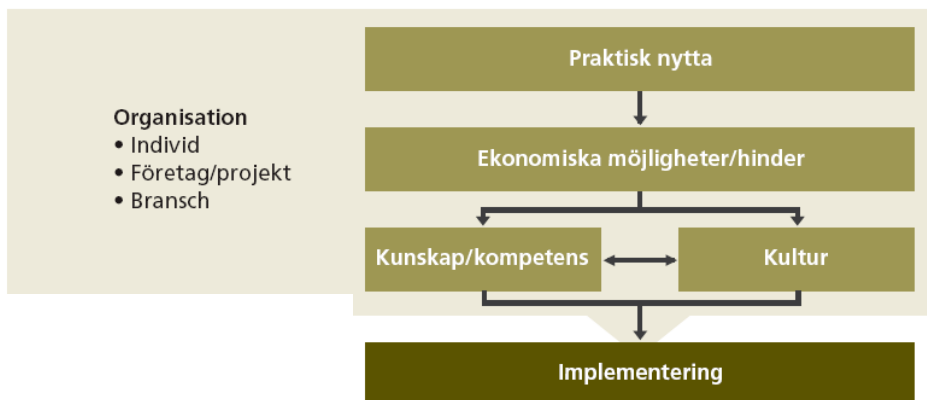 Praktisk nytta
Organisation
• Individ
• Företag/projekt
• Bransch
Ekonomiska möjligheter/hinder
Kunskap/kompetens
Kultur
Implementering